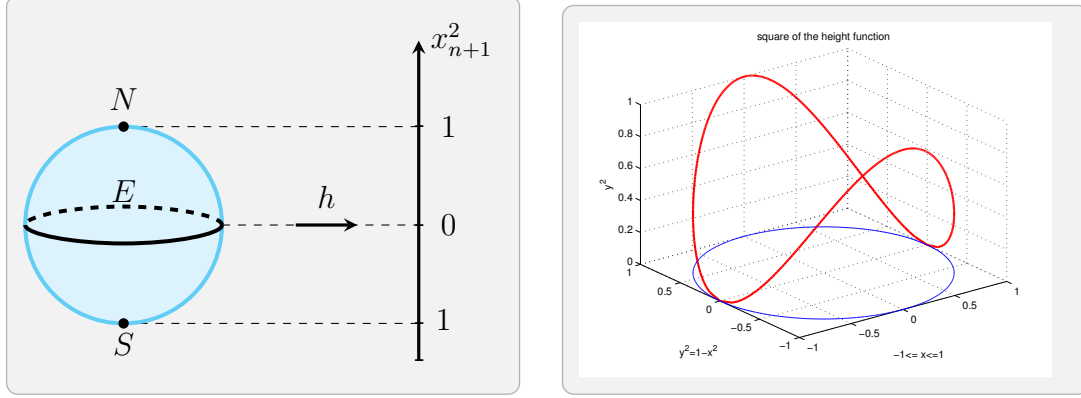 x²ₙ₊₁
N
1
E
h
0
S
1
square of the height function
1
0.8
0.6
0.4
0.2
0
y²
1
0.5
0
−0.5
−1
−1
−0.5
0
0.5
1
y²=1−x²
−1<= x<=1